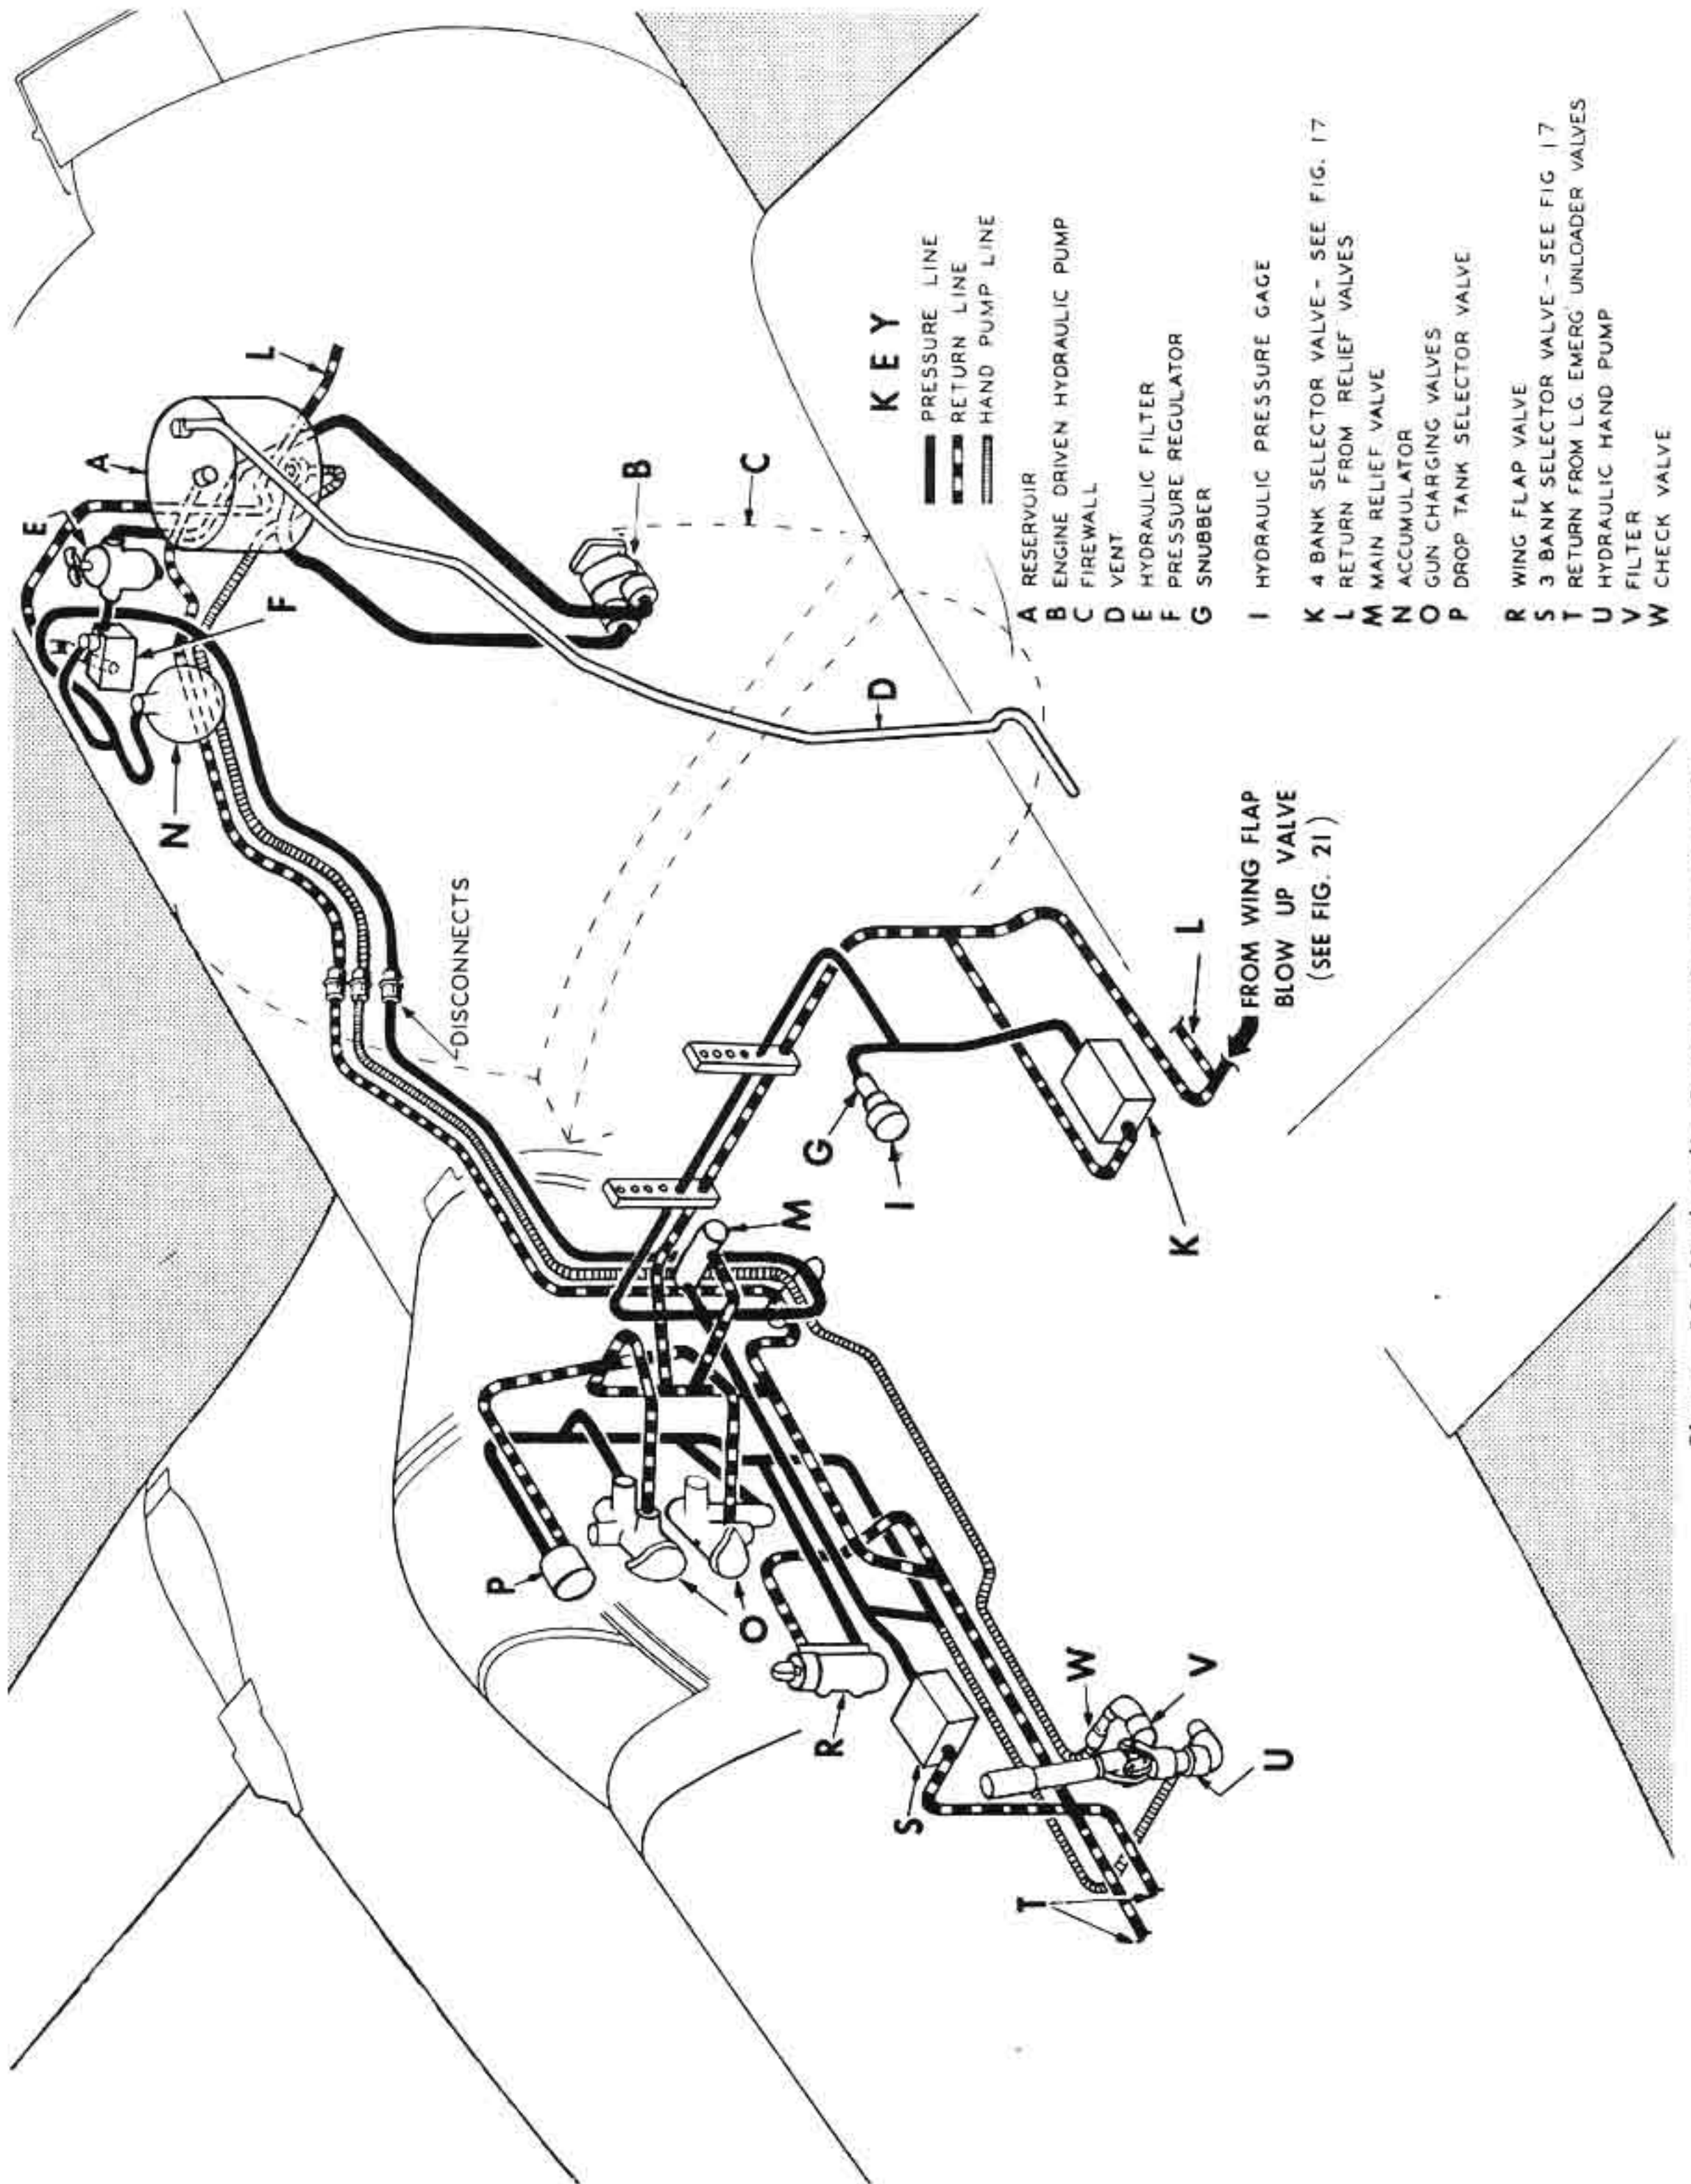 A
L
E
F
H
N
B
C
D
DISCONNECTS
G
I
M
K
L
FROM WING FLAP
BLOW UP VALVE
(SEE FIG. 21)
P
O
R
S
W
V
U
T
KEY
PRESSURE LINE
RETURN LINE
HAND PUMP LINE
A RESERVOIR
B ENGINE DRIVEN HYDRAULIC PUMP
C FIREWALL
D VENT
E HYDRAULIC FILTER
F PRESSURE REGULATOR
G SNUBBER
I HYDRAULIC PRESSURE GAGE
K 4 BANK SELECTOR VALVE - SEE FIG. 17
L RETURN FROM RELIEF VALVES
M MAIN RELIEF VALVE
N ACCUMULATOR
O GUN CHARGING VALVES
P DROP TANK SELECTOR VALVE
R WING FLAP VALVE
S 3 BANK SELECTOR VALVE - SEE FIG 17
T RETURN FROM L.G. EMERG UNLOADER VALVES
U HYDRAULIC HAND PUMP
V FILTER
W CHECK VALVE